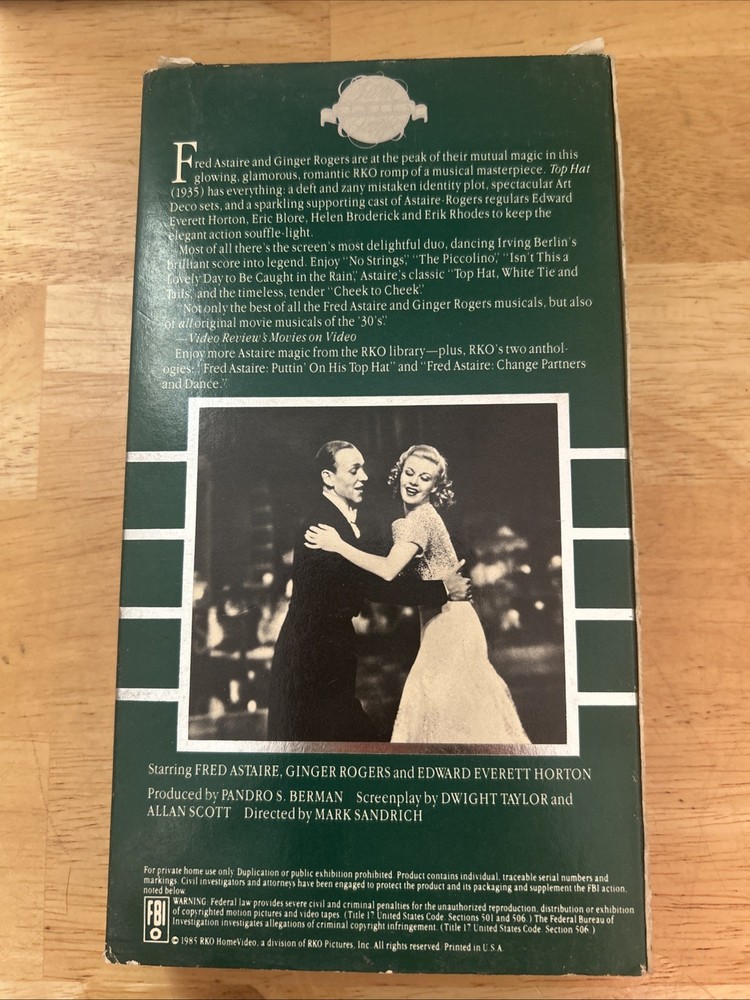 Fred Astaire and Ginger Rogers are at the peak of their mutual magic in this
glowing, glamorous, romantic RKO romp of a musical masterpiece. Top Hat
(1935) has everything: a deft and zany mistaken identity plot, spectacular Art
Deco sets, and a sparkling supporting cast of Astaire-Rogers regulars Edward
Everett Horton, Eric Blore, Helen Broderick and Erik Rhodes to keep the
elegant action souffle-light.
Most of all there's the screen's most delightful duo, dancing Irving Berlin's
brilliant score into legend. Enjoy "No Strings," "The Piccolino," "Isn't This a
Lovely Day to Be Caught in the Rain," Astaire's classic "Top Hat, White Tie and
Tails," and the timeless, tender "Cheek to Cheek."
"Not only the best of all the Fred Astaire and Ginger Rogers musicals, but also
of all original movie musicals of the '30's."
—Video Review's Movies on Video
Enjoy more Astaire magic from the RKO library—plus, RKO's two anthol-
ogies: "Fred Astaire: Puttin' On His Top Hat" and "Fred Astaire: Change Partners
and Dance."
Starring FRED ASTAIRE, GINGER ROGERS and EDWARD EVERETT HORTON
Produced by PANDRO S. BERMAN Screenplay by DWIGHT TAYLOR and
ALLAN SCOTT Directed by MARK SANDRICH
For private home use only. Duplication or public exhibition prohibited. Product contains individual, traceable serial numbers and
markings. Civil investigators and attorneys have been engaged to protect the product and its packaging and supplement the FBI action.
noted below.
FBI
WARNING: Federal law provides severe civil and criminal penalties for the unauthorized reproduction, distribution or exhibition
of copyrighted motion pictures and video tapes. (Title 17 United States Code. Sections 501 and 506.) The Federal Bureau of
Investigation investigates allegations of criminal copyright infringement. (Title 17 United States Code. Section 506.)
© 1985 RKO HomeVideo, a division of RKO Pictures, Inc. All rights reserved. Printed in U.S.A.